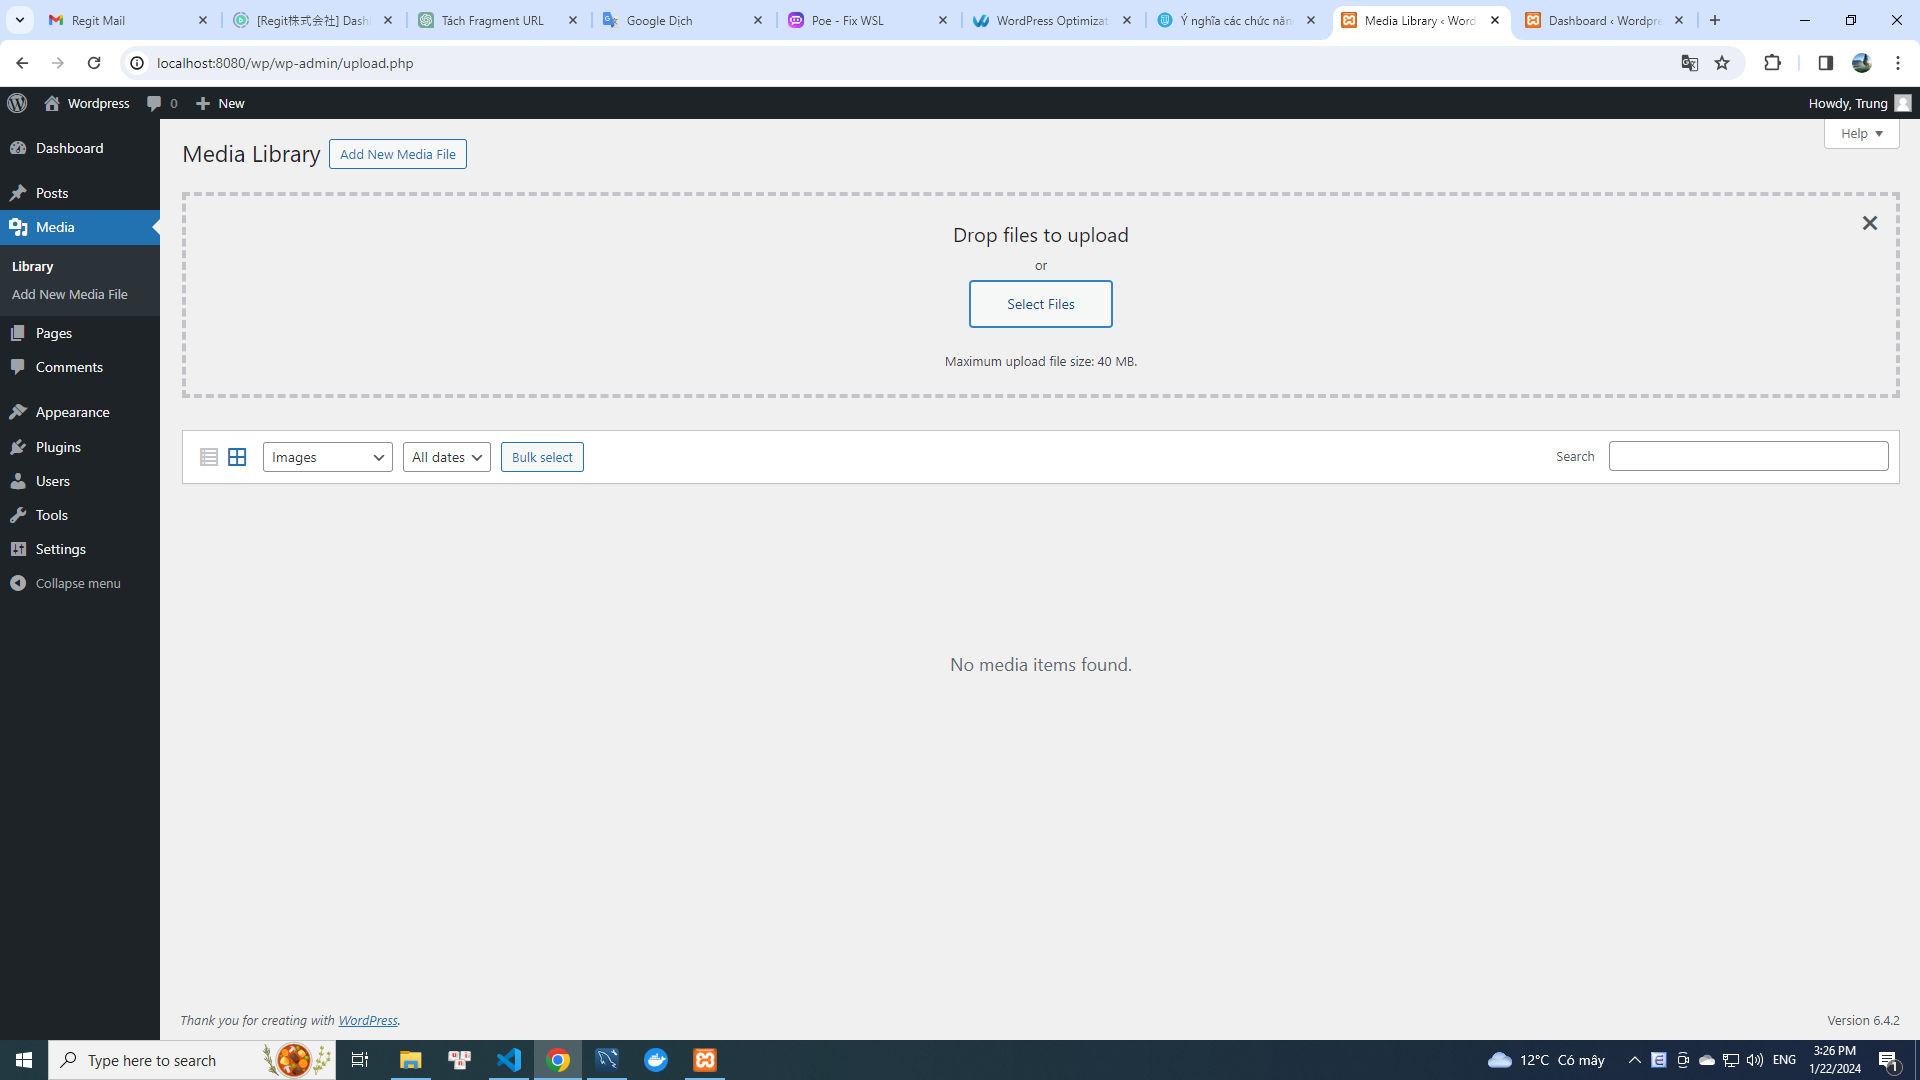 Regit Mail
[Regit株式会社] Dash
Tách Fragment URL
Google Dịch
Poe - Fix WSL
WordPress Optimizat
Ý nghĩa các chức năn
Media Library ‹ Word
Dashboard ‹ Wordpre
localhost:8080/wp/wp-admin/upload.php
Wordpress
0
New
Howdy, Trung
Dashboard
Posts
Media
Library
Add New Media File
Pages
Comments
Appearance
Plugins
Users
Tools
Settings
Collapse menu
Media Library
Add New Media File
Help
Drop files to upload
or
Select Files
Maximum upload file size: 40 MB.
Images
All dates
Bulk select
Search
No media items found.
Thank you for creating with WordPress.
Version 6.4.2
Type here to search
12°C Có mây
ENG
3:26 PM
1/22/2024
1